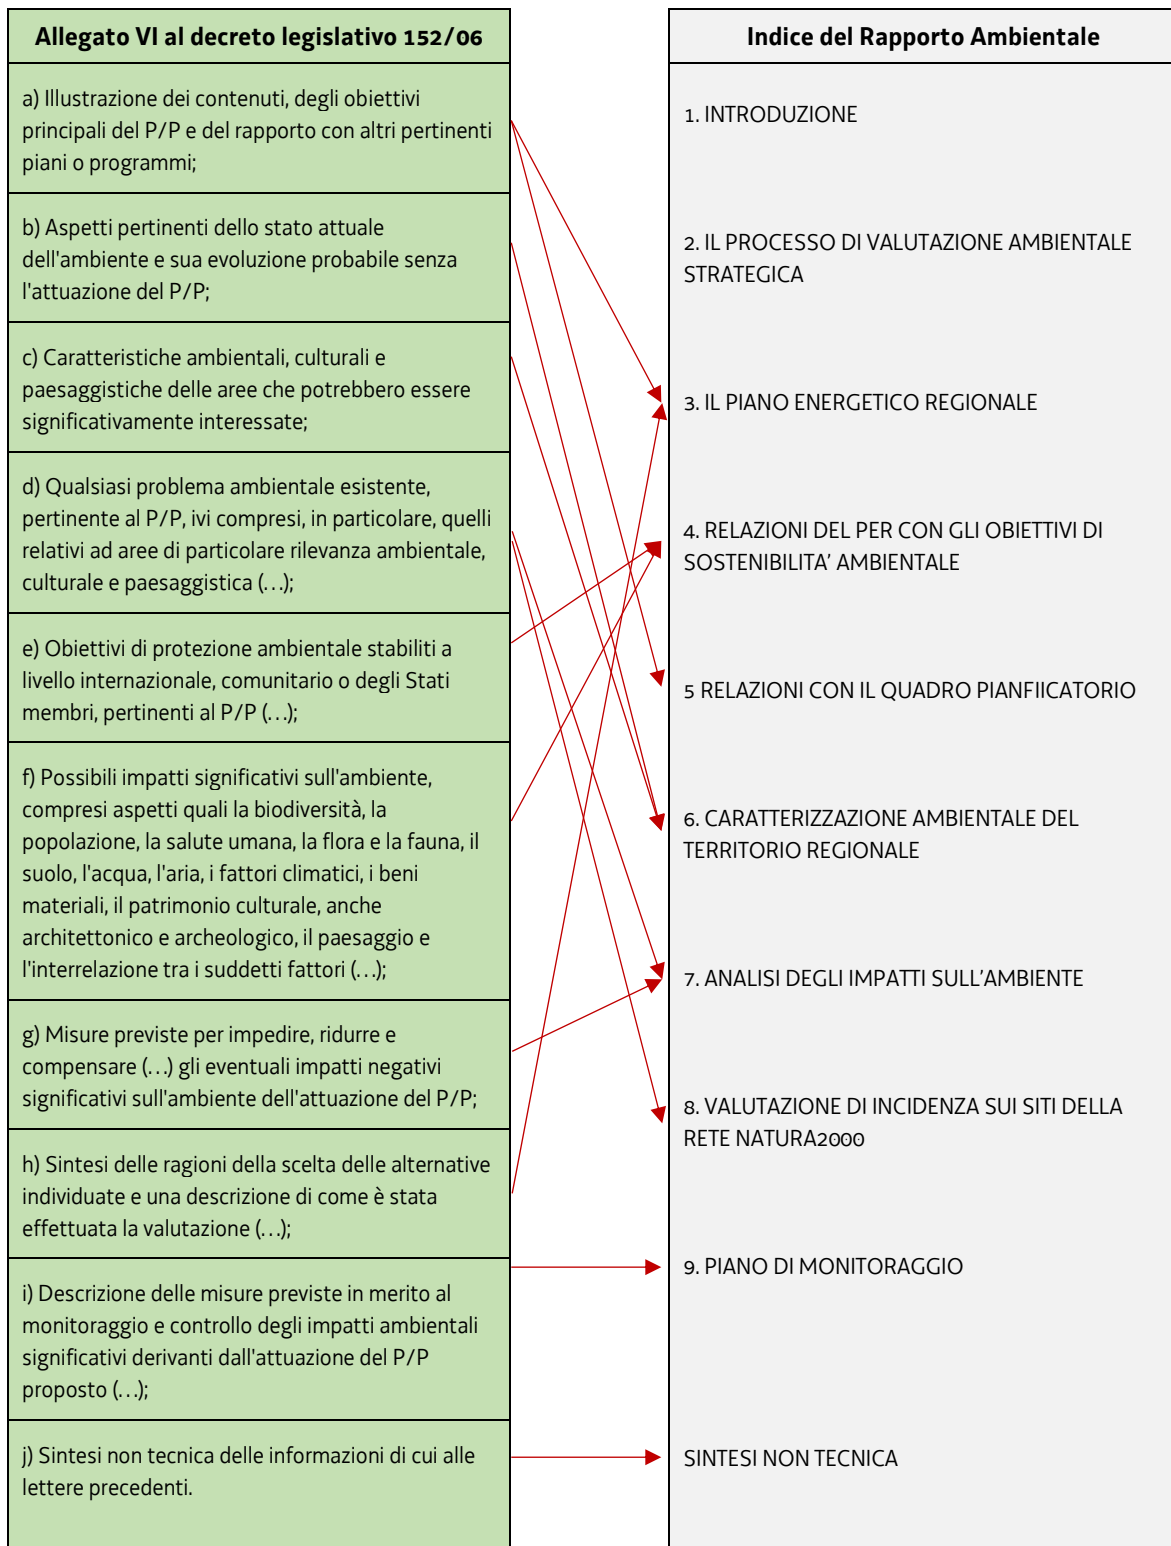 Allegato VI al decreto legislativo 152/06
a) Illustrazione dei contenuti, degli obiettivi
principali del P/P e del rapporto con altri pertinenti
piani o programmi;
b) Aspetti pertinenti dello stato attuale
dell'ambiente e sua evoluzione probabile senza
l'attuazione del P/P;
c) Caratteristiche ambientali, culturali e
paesaggistiche delle aree che potrebbero essere
significativamente interessate;
d) Qualsiasi problema ambientale esistente,
pertinente al P/P, ivi compresi, in particolare, quelli
relativi ad aree di particolare rilevanza ambientale,
culturale e paesaggistica (…);
e) Obiettivi di protezione ambientale stabiliti a
livello internazionale, comunitario o degli Stati
membri, pertinenti al P/P (…);
f) Possibili impatti significativi sull'ambiente,
compresi aspetti quali la biodiversità, la
popolazione, la salute umana, la flora e la fauna, il
suolo, l'acqua, l'aria, i fattori climatici, i beni
materiali, il patrimonio culturale, anche
architettonico e archeologico, il paesaggio e
l'interrelazione tra i suddetti fattori (…);
g) Misure previste per impedire, ridurre e
compensare (…) gli eventuali impatti negativi
significativi sull'ambiente dell'attuazione del P/P;
h) Sintesi delle ragioni della scelta delle alternative
individuate e una descrizione di come è stata
effettuata la valutazione (…);
i) Descrizione delle misure previste in merito al
monitoraggio e controllo degli impatti ambientali
significativi derivanti dall'attuazione del P/P
proposto (…);
j) Sintesi non tecnica delle informazioni di cui alle
lettere precedenti.
Indice del Rapporto Ambientale
1. INTRODUZIONE
2. IL PROCESSO DI VALUTAZIONE AMBIENTALE
STRATEGICA
3. IL PIANO ENERGETICO REGIONALE
4. RELAZIONI DEL PER CON GLI OBIETTIVI DI
SOSTENIBILITA’ AMBIENTALE
5 RELAZIONI CON IL QUADRO PIANFIICATORIO
6. CARATTERIZZAZIONE AMBIENTALE DEL
TERRITORIO REGIONALE
7. ANALISI DEGLI IMPATTI SULL’AMBIENTE
8. VALUTAZIONE DI INCIDENZA SUI SITI DELLA
RETE NATURA2000
9. PIANO DI MONITORAGGIO
SINTESI NON TECNICA